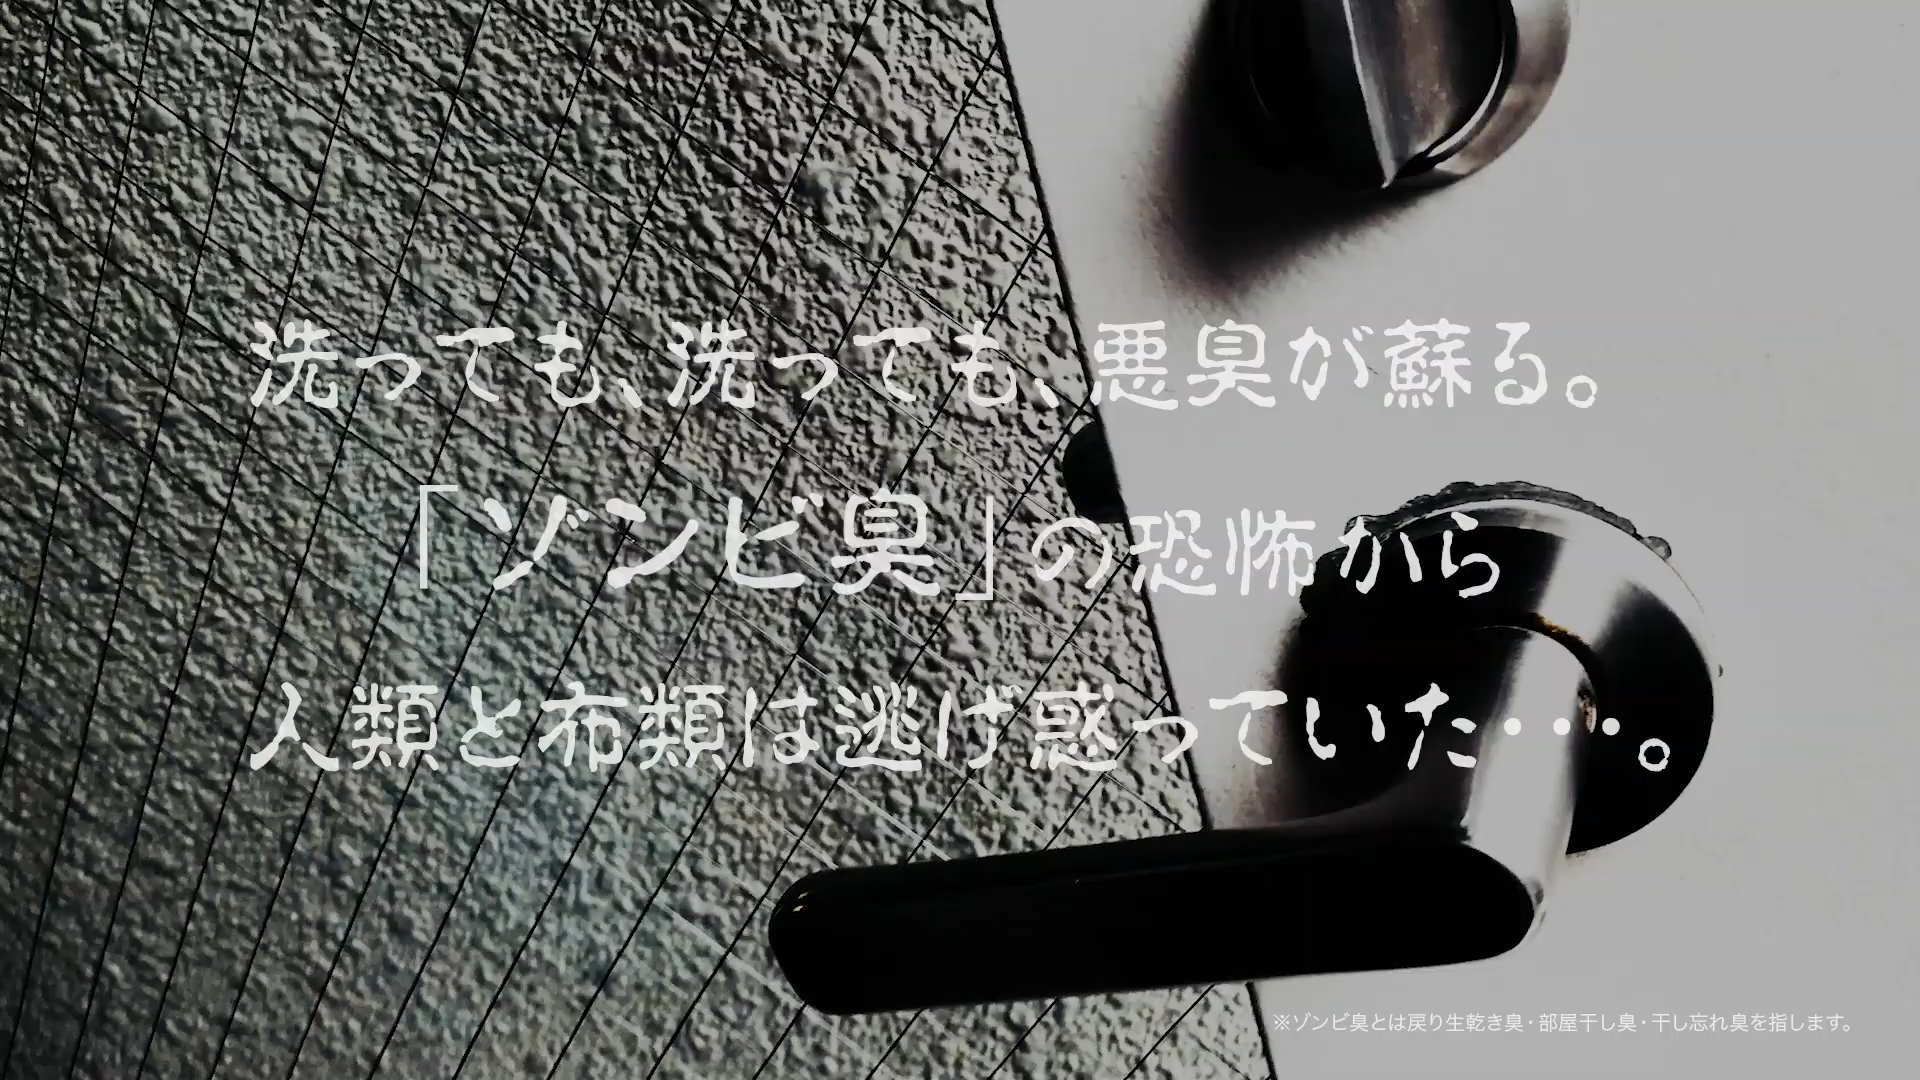 洗っても、洗っても、悪臭が蘇る。
「ゾンビ臭」の恐怖から
人類と布類は逃げ惑っていた・・・。
※ゾンビ臭とは戻り生乾き臭・部屋干し臭・干し忘れ臭を指します。